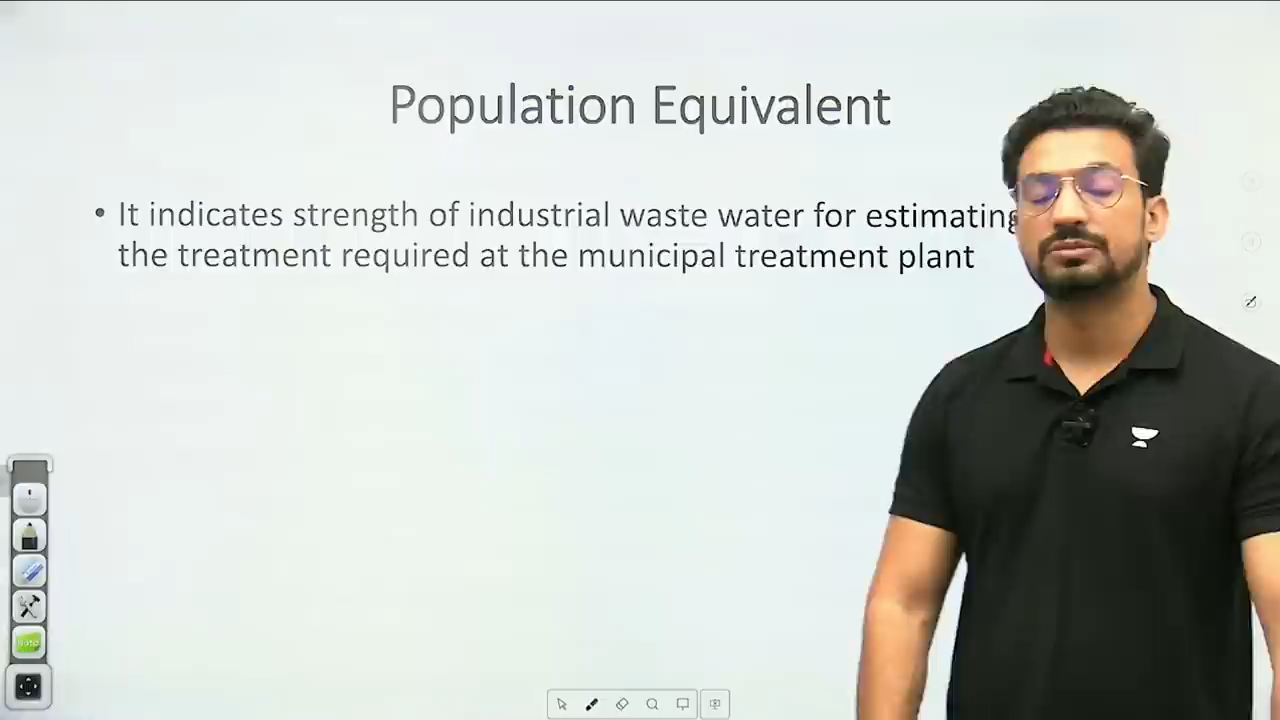 Population Equivalent
• It indicates strength of industrial waste water for estimating
the treatment required at the municipal treatment plant